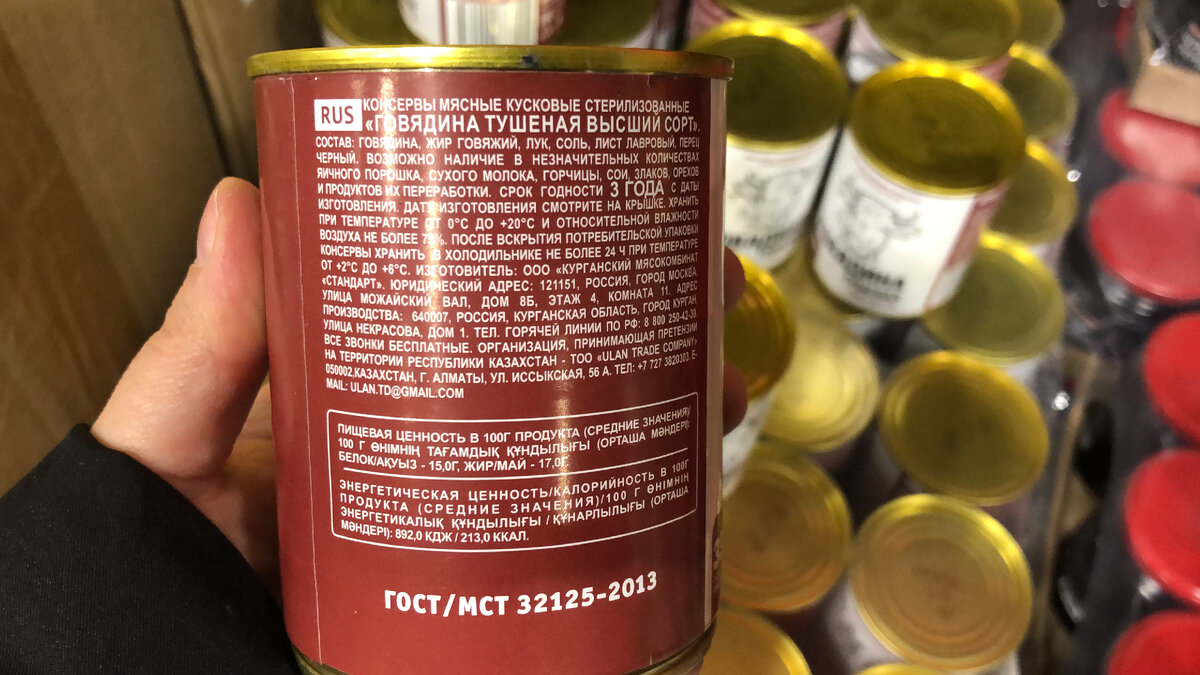 RUS
КОНСЕРВЫ МЯСНЫЕ КУСКОВЫЕ СТЕРИЛИЗОВАННЫЕ
«ГОВЯДИНА ТУШЕНАЯ ВЫСШИЙ СОРТ».
СОСТАВ: ГОВЯДИНА, ЖИР ГОВЯЖИЙ, ЛУК, СОЛЬ, ЛИСТ ЛАВРОВЫЙ, ПЕРЕЦ
ЧЕРНЫЙ. ВОЗМОЖНО НАЛИЧИЕ В НЕЗНАЧИТЕЛЬНЫХ КОЛИЧЕСТВАХ
ЯИЧНОГО ПОРОШКА, СУХОГО МОЛОКА, ГОРЧИЦЫ, СОИ, ЗЛАКОВ, ОРЕХОВ
И ПРОДУКТОВ ИХ ПЕРЕРАБОТКИ. СРОК ГОДНОСТИ 3 ГОДА С ДАТЫ
ИЗГОТОВЛЕНИЯ. ДАТУ ИЗГОТОВЛЕНИЯ СМОТРИТЕ НА КРЫШКЕ. ХРАНИТЬ
ПРИ ТЕМПЕРАТУРЕ ОТ 0°С ДО +20°С И ОТНОСИТЕЛЬНОЙ ВЛАЖНОСТИ
ВОЗДУХА НЕ БОЛЕЕ 75%. ПОСЛЕ ВСКРЫТИЯ ПОТРЕБИТЕЛЬСКОЙ УПАКОВКИ
КОНСЕРВЫ ХРАНИТЬ В ХОЛОДИЛЬНИКЕ НЕ БОЛЕЕ 24 Ч ПРИ ТЕМПЕРАТУРЕ
ОТ +2°С ДО +6°С. ИЗГОТОВИТЕЛЬ: ООО «КУРГАНСКИЙ МЯСОКОМБИНАТ
«СТАНДАРТ». ЮРИДИЧЕСКИЙ АДРЕС: 121151, РОССИЯ, ГОРОД МОСКВА,
УЛИЦА МОЖАЙСКИЙ ВАЛ, ДОМ 8Б, ЭТАЖ 4, КОМНАТА 11. АДРЕС
ПРОИЗВОДСТВА: 640007, РОССИЯ, КУРГАНСКАЯ ОБЛАСТЬ, ГОРОД КУРГАН,
УЛИЦА НЕКРАСОВА, ДОМ 1. ТЕЛ. ГОРЯЧЕЙ ЛИНИИ ПО РФ: 8 800 250-42-39.
ВСЕ ЗВОНКИ БЕСПЛАТНЫЕ. ОРГАНИЗАЦИЯ, ПРИНИМАЮЩАЯ ПРЕТЕНЗИИ
НА ТЕРРИТОРИИ РЕСПУБЛИКИ КАЗАХСТАН - ТОО «ULAN TRADE COMPANY»
050002,КАЗАХСТАН, Г. АЛМАТЫ, УЛ. ИССЫКСКАЯ, 56 А. ТЕЛ: +7 727 3820303. E-
MAIL: ULAN.TD@GMAIL.COM
ПИЩЕВАЯ ЦЕННОСТЬ В 100Г ПРОДУКТА (СРЕДНИЕ ЗНАЧЕНИЯ)/
100 Г ӨНІМНІҢ ТАҒАМДЫҚ ҚҰНДЫЛЫҒЫ (ОРТАША МӘНДЕРІ):
БЕЛОК/АҚУЫЗ - 15,0Г, ЖИР/МАЙ - 17,0Г.
ЭНЕРГЕТИЧЕСКАЯ ЦЕННОСТЬ/КАЛОРИЙНОСТЬ В 100Г
ПРОДУКТА (СРЕДНИЕ ЗНАЧЕНИЯ)/100 Г ӨНІМНІҢ
ЭНЕРГЕТИКАЛЫҚ ҚҰНДЫЛЫҒЫ / ҚҰНАРЛЫЛЫҒЫ (ОРТАША
МӘНДЕРІ): 892,0 КДЖ / 213,0 ККАЛ.
ГОСТ/МСТ 32125-2013